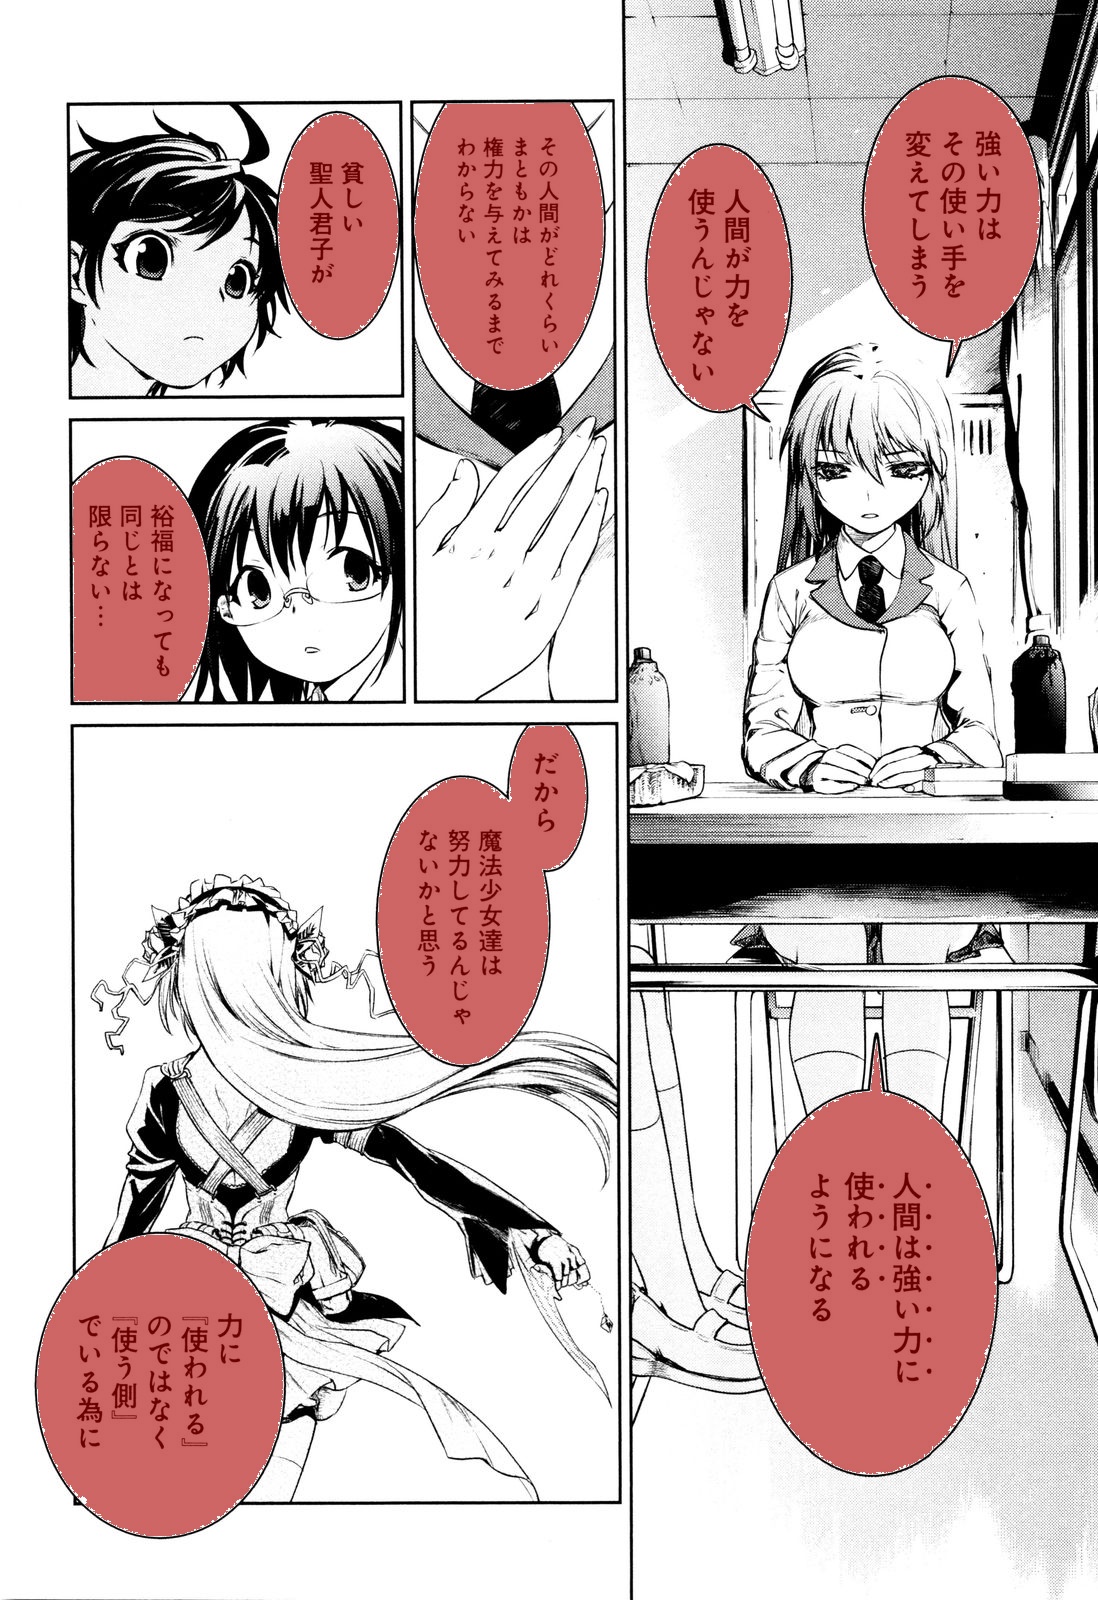 強い力は
その使い手を
変えてしまう
人間が力を
使うんじゃない
人間は強い力に
使われる
ようになる
その人間がどれくらい
まともかは
権力を与えてみるまで
わからない
貧しい
聖人君子が
裕福になっても
同じとは
限らない…
だから
魔法少女達は
努力してるんじゃ
ないかと思う
力に
『使われる』
のではなく
『使う側』
でいる為に